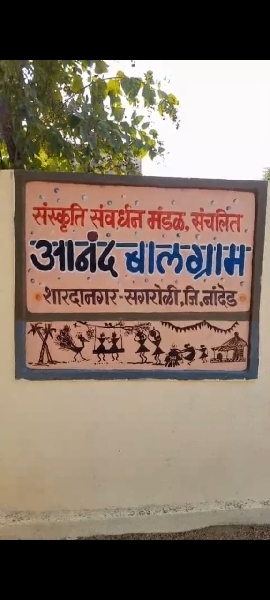 संस्कृति संवर्धन मंडळ, संचलित
आनंद बालग्राम
शारदानगर-सगरोळी, जि. नांदेड